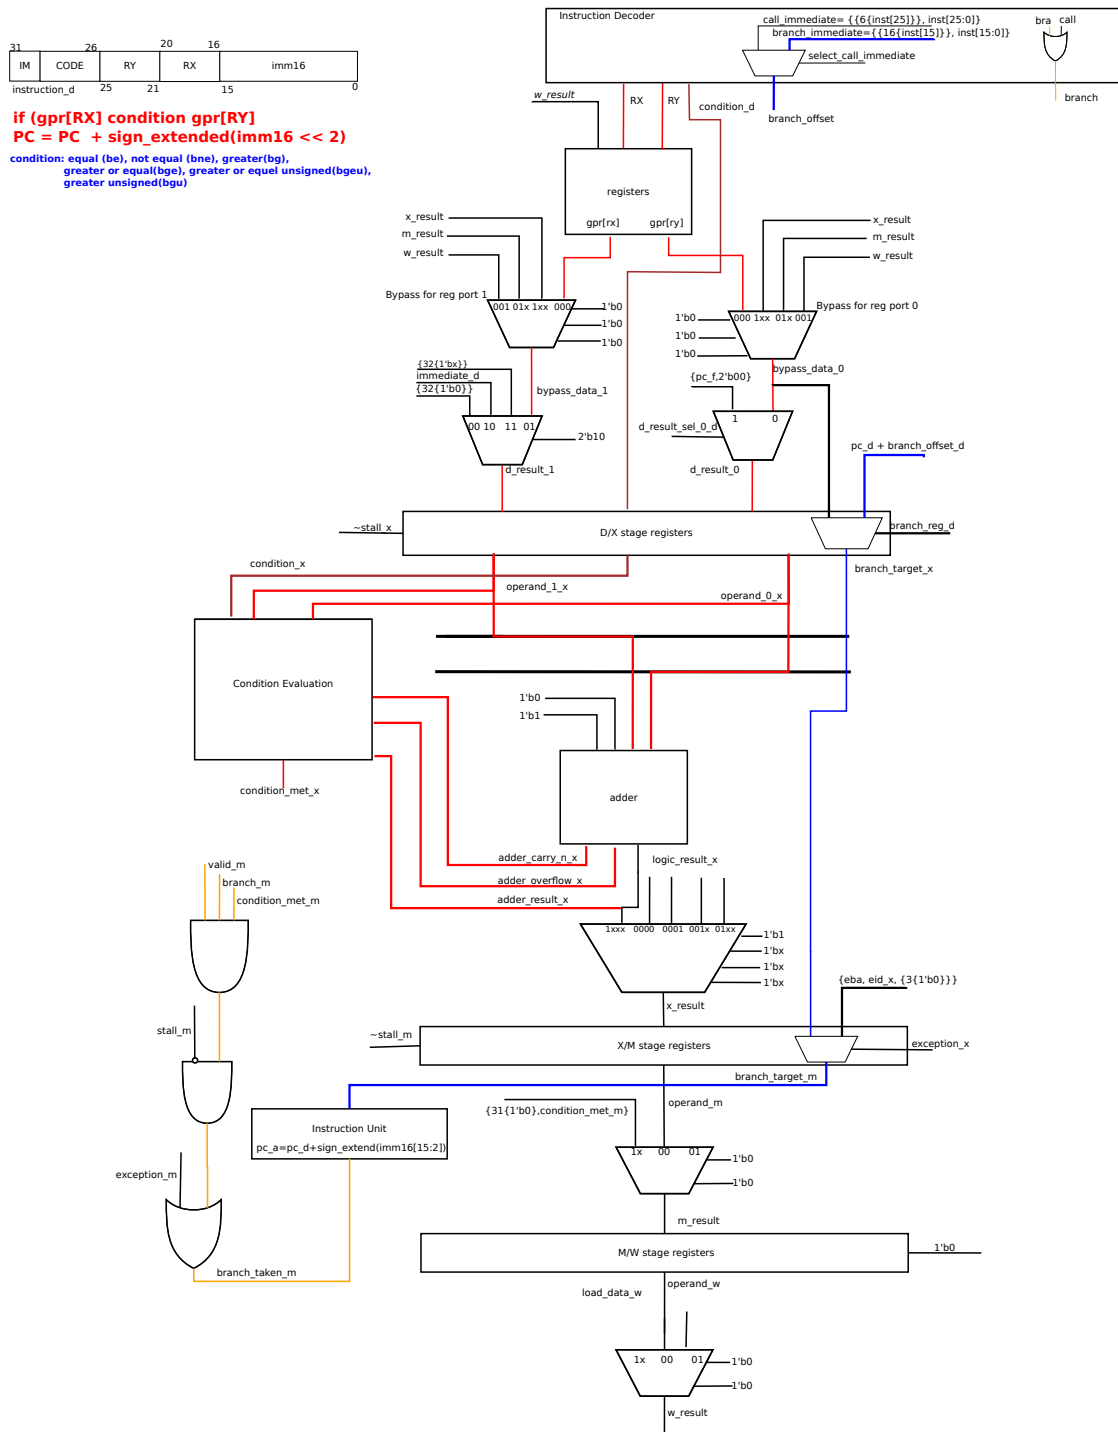 Instruction Decoder
call_immediate= {{6{inst[25]}}, inst[25:0]}
branch_immediate={{16{inst[15]}}, inst[15:0]}
select_call_immediate
branch_offset
bra
call
branch
31
26
20
16
IM
CODE
RY
RX
imm16
instruction_d
25
21
15
0
if (gpr[RX] condition gpr[RY]
PC = PC + sign_extended(imm16 << 2)
condition: equal (be), not equal (bne), greater(bg),
greater or equal(bge), greater or equel unsigned(bgeu),
greater unsigned(bgu)
w_result
RX
RY
condition_d
registers
gpr[rx]
gpr[ry]
x_result
m_result
w_result
x_result
m_result
w_result
Bypass for reg port 1
001 01x 1xx 000
1'b0
1'b0
1'b0
Bypass for reg port 0
000 1xx 01x 001
1'b0
1'b0
1'b0
{32{1'bx}}
immediate_d
{32{1'b0}}
bypass_data_1
00 10 11 01
2'b10
d_result_1
bypass_data_0
{pc_f,2'b00}
1 0
d_result_sel_0_d
d_result_0
pc_d + branch_offset_d
~stall_x
D/X stage registers
branch_reg_d
branch_target_x
condition_x
operand_1_x
operand_0_x
Condition Evaluation
condition_met_x
1'b0
1'b1
adder
adder_carry_n_x
adder_overflow_x
adder_result_x
logic_result_x
1xxx 0000 0001 001x 01xx
1'b1
1'bx
1'bx
1'bx
x_result
valid_m
branch_m
condition_met_m
stall_m
exception_m
branch_taken_m
{eba, eid_x, {3{1'b0}}}
~stall_m
X/M stage registers
exception_x
branch_target_m
Instruction Unit
pc_a=pc_d+sign_extend(imm16[15:2])
operand_m
{31{1'b0},condition_met_m}
1x 00 01
1'b0
1'b0
m_result
M/W stage registers
1'b0
operand_w
load_data_w
1x 00 01
1'b0
1'b0
w_result